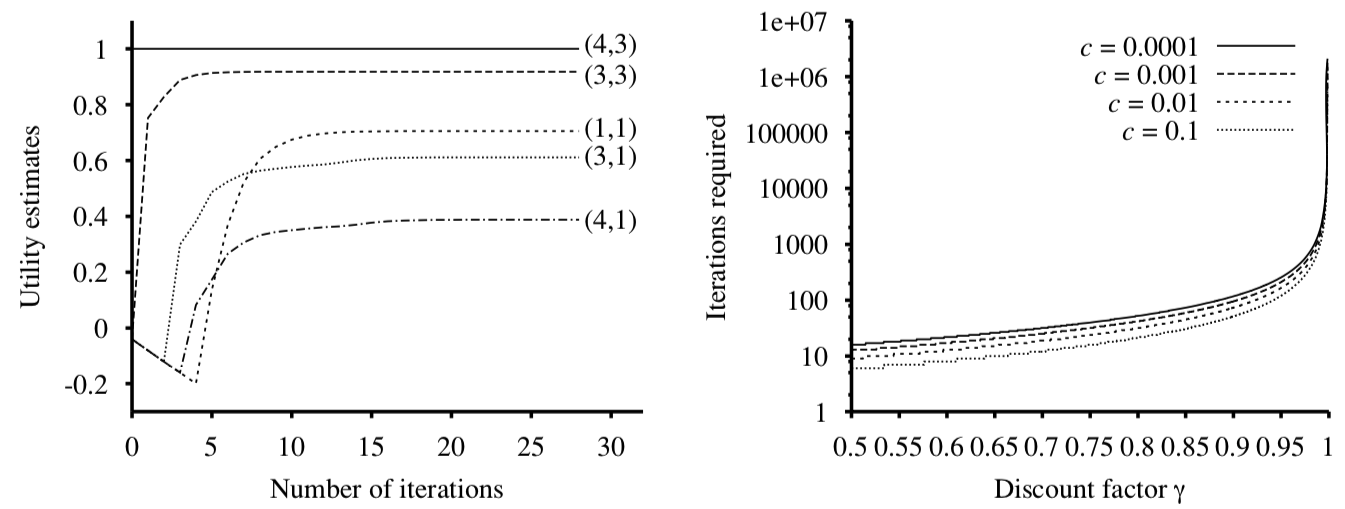 1
0.8
0.6
0.4
0.2
0
-0.2
0 5 10 15 20 25 30
Utility estimates
Number of iterations
(4,3)
(3,3)
(1,1)
(3,1)
(4,1)
1e+07
1e+06
100000
10000
1000
100
10
1
0.5 0.55 0.6 0.65 0.7 0.75 0.8 0.85 0.9 0.95 1
Iterations required
Discount factor γ
c = 0.0001
c = 0.001
c = 0.01
c = 0.1